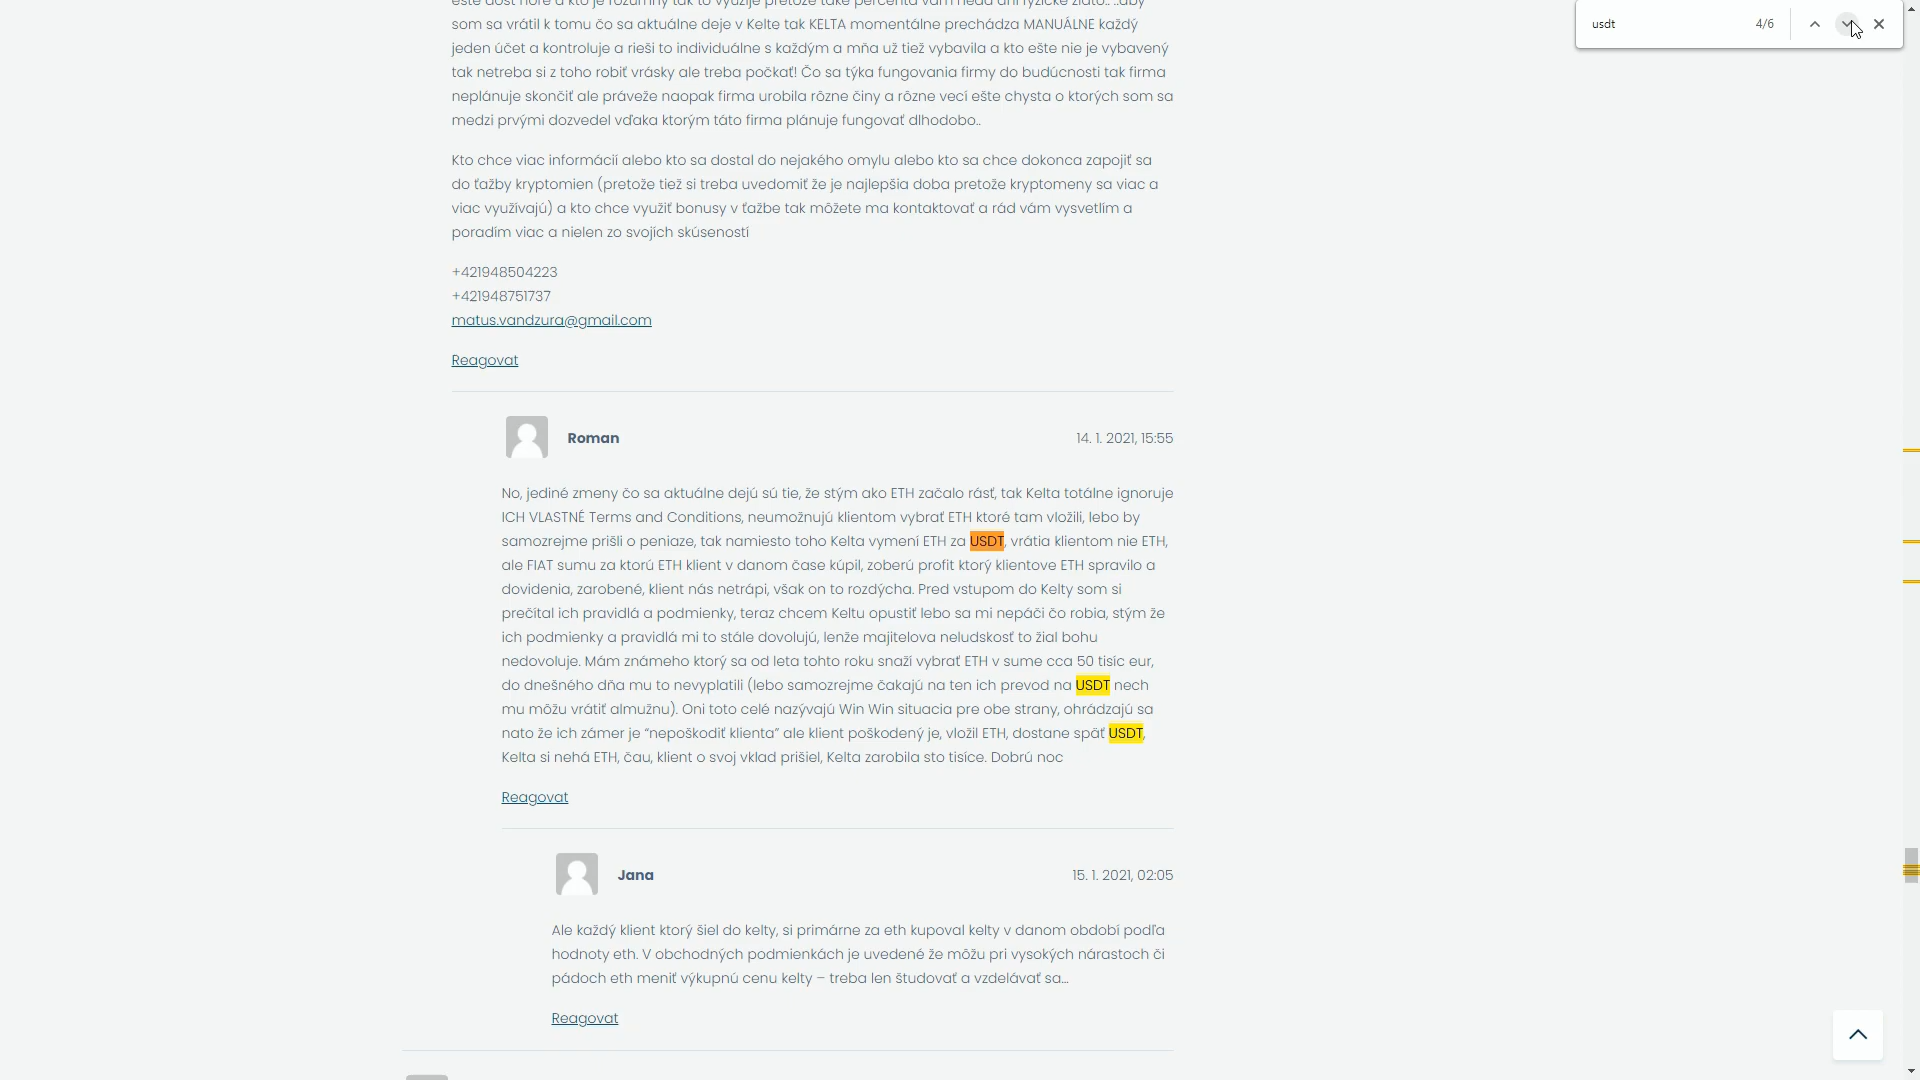 usdt
4/6
som sa vrátil k tomu čo sa aktuálne deje v Kelte tak KELTA momentálne prechádza MANUÁLNE každý
jeden účet a kontroluje a rieši to individuálne s každým a mňa už tiež vybavila a kto ešte nie je vybavený
tak netreba si z toho robiť vrásky ale treba počkať! Čo sa týka fungovania firmy do budúcnosti tak firma
neplánuje skončiť ale práveže naopak firma urobila rôzne činy a rôzne veci ešte chysta o ktorých som sa
medzi prvými dozvedel vďaka ktorým táto firma plánuje fungovať dlhodobo..
Kto chce viac informácií alebo kto sa dostal do nejakého omylu alebo kto sa chce dokonca zapojiť sa
do ťažby kryptomien (pretože tiež si treba uvedomiť že je najlepšia doba pretože kryptomeny sa viac a
viac využívajú) a kto chce využiť bonusy v ťažbe tak môžete ma kontaktovať a rád vám vysvetlím a
poradím viac a nielen zo svojích skúseností
+421948504223
+421948751737
matus.vandzura@gmail.com
Reagovat
Roman
14. 1. 2021, 15:55
No, jediné zmeny čo sa aktuálne dejú sú tie, že stým ako ETH začalo rásť, tak Kelta totálne ignoruje
ICH VLASTNÉ Terms and Conditions, neumožnujú klientom vybrať ETH ktoré tam vložili, lebo by
samozrejme prišli o peniaze, tak namiesto toho Kelta vymení ETH za USDT, vrátia klientom nie ETH,
ale FIAT sumu za ktorú ETH klient v danom čase kúpil, zoberú profit ktorý klientove ETH spravilo a
dovidenia, zarobené, klient nás netrápi, však on to rozdýcha. Pred vstupom do Kelty som si
prečítal ich pravidlá a podmienky, teraz chcem Keltu opustiť lebo sa mi nepáči čo robia, stým že
ich podmienky a pravidlá mi to stále dovolujú, lenže majitelova neludskosť to žial bohu
nedovoluje. Mám známeho ktorý sa od leta tohto roku snaží vybrať ETH v sume cca 50 tisíc eur,
do dnešného dňa mu to nevyplatili (lebo samozrejme čakajú na ten ich prevod na USDT nech
mu môžu vrátiť almužnu). Oni toto celé nazývajú Win Win situacia pre obe strany, ohrádzajú sa
nato že ich zámer je “nepoškodiť klienta” ale klient poškodený je, vložil ETH, dostane späť USDT,
Kelta si nehá ETH, čau, klient o svoj vklad prišiel, Kelta zarobila sto tisíce. Dobrú noc
Reagovat
Jana
15. 1. 2021, 02:05
Ale každý klient ktorý šiel do kelty, si primárne za eth kupoval kelty v danom období podľa
hodnoty eth. V obchodných podmienkách je uvedené že môžu pri vysokých nárastoch či
pádoch eth meniť výkupnú cenu kelty – treba len študovať a vzdelávať sa…
Reagovat